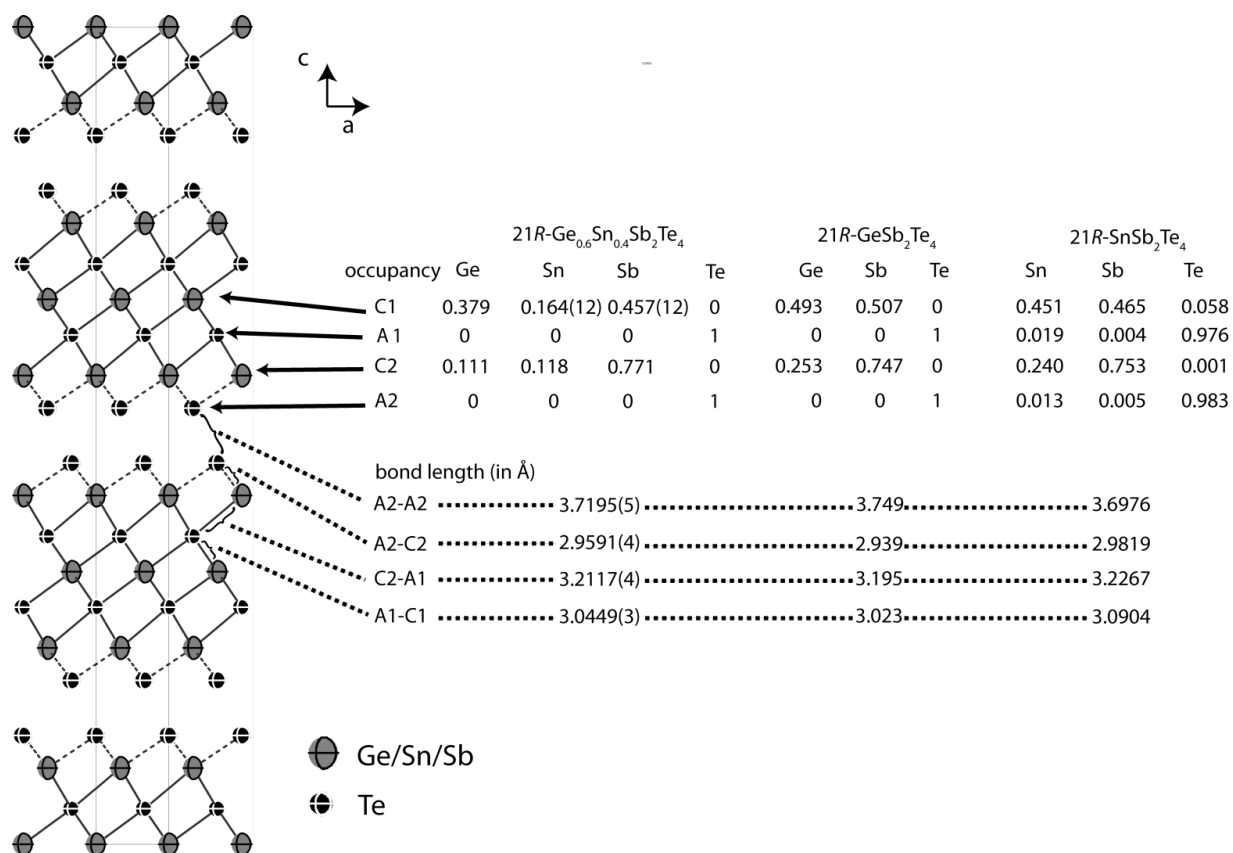 c
a
21R-Ge0.6Sn0.4Sb2Te4 21R-GeSb2Te4 21R-SnSb2Te4
occupancy Ge Sn Sb Te Ge Sb Te Sn Sb Te
C1 0.379 0.164(12) 0.457(12) 0 0.493 0.507 0 0.451 0.465 0.058
A1 0 0 0 1 0 0 1 0.019 0.004 0.976
C2 0.111 0.118 0.771 0 0.253 0.747 0 0.240 0.753 0.001
A2 0 0 0 1 0 0 1 0.013 0.005 0.983
bond length (in Å)
A2-A2 3.7195(5) 3.749 3.6976
A2-C2 2.9591(4) 2.939 2.9819
C2-A1 3.2117(4) 3.195 3.2267
A1-C1 3.0449(3) 3.023 3.0904
Ge/Sn/Sb
Te